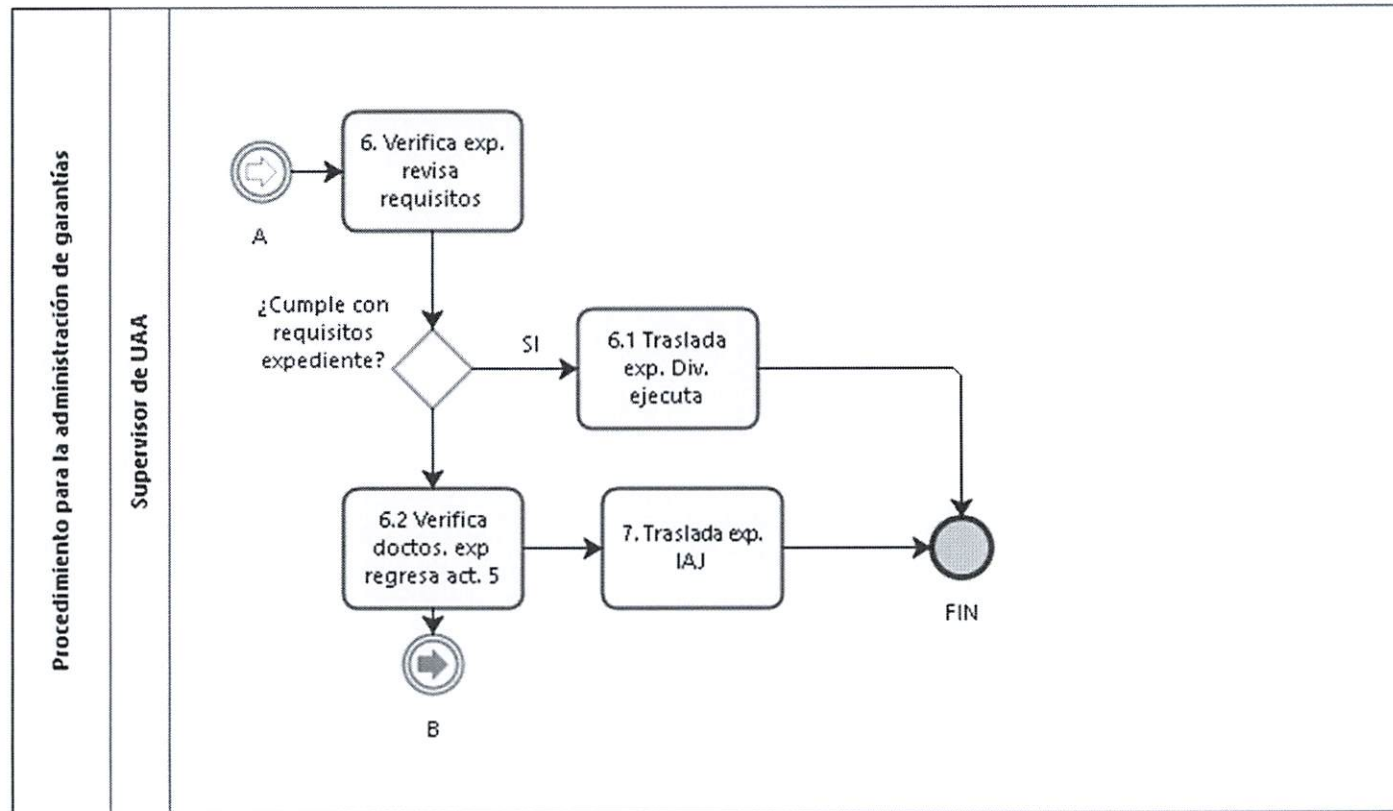 Procedimiento para la administración de garantías
Supervisor de UAA
A
6. Verifica exp.
revisa
requisitos
¿Cumple con
requisitos
expediente?
SI
6.1 Traslada
exp. Div.
ejecuta
6.2 Verifica
doctos. exp
regresa act. 5
7. Traslada exp.
IAJ
FIN
B